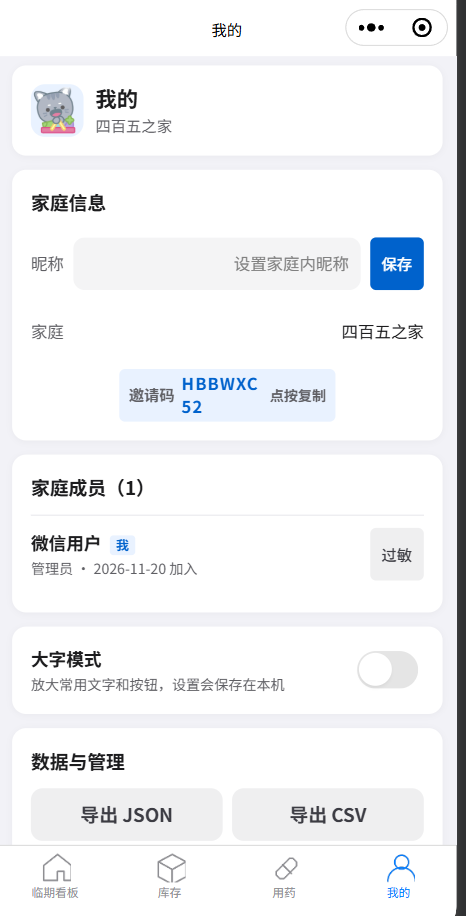 我的
我的
四百五之家
家庭信息
昵称 设置家庭内昵称 保存
家庭 四百五之家
邀请码 HBBWXC
52 点按复制
家庭成员（1）
微信用户 我
管理员 · 2026-11-20 加入
过敏
大字模式
放大常用文字和按钮，设置会保存在本机
数据与管理
导出 JSON 导出 CSV
临期看板 库存 用药 我的